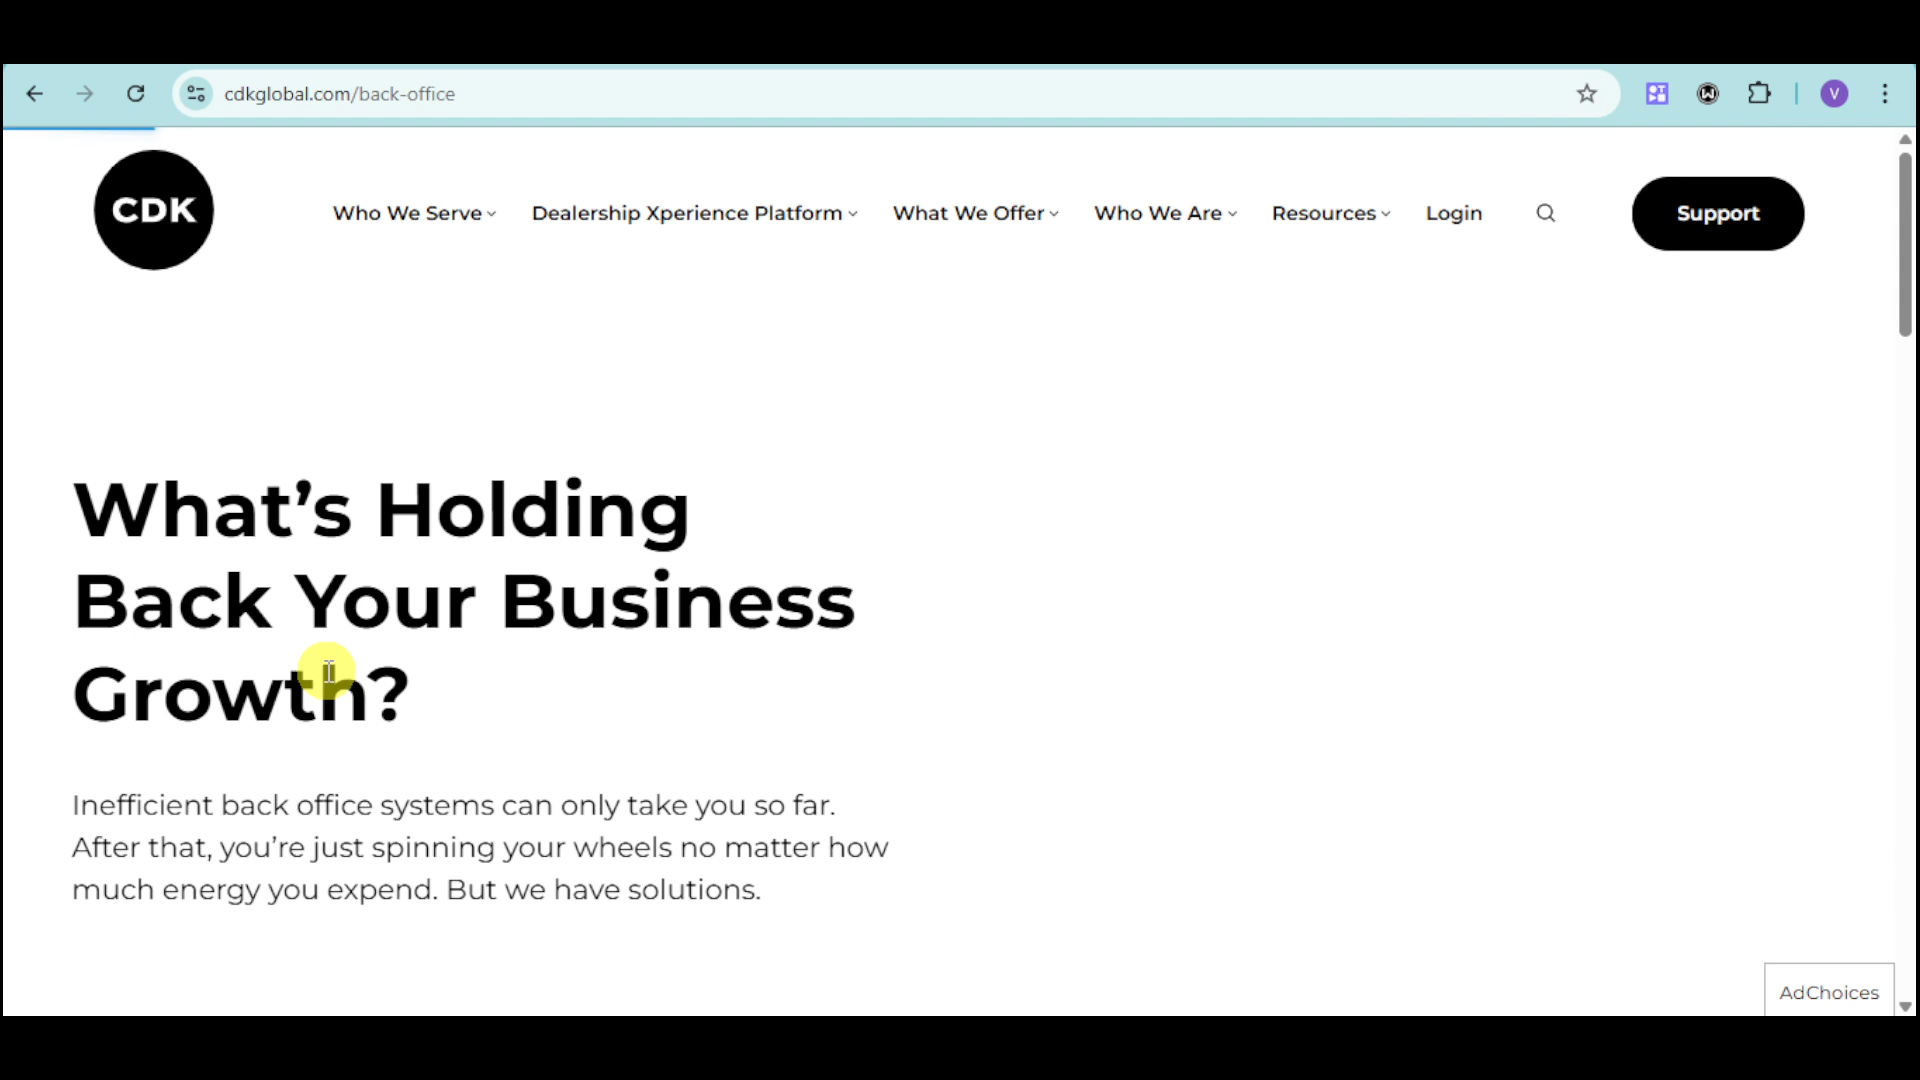 cdkglobal.com/back-office
V
CDK
Who We Serve
Dealership Xperience Platform
What We Offer
Who We Are
Resources
Login
Support
What’s Holding
Back Your Business
Growth?
Inefficient back office systems can only take you so far.
After that, you’re just spinning your wheels no matter how
much energy you expend. But we have solutions.
AdChoices